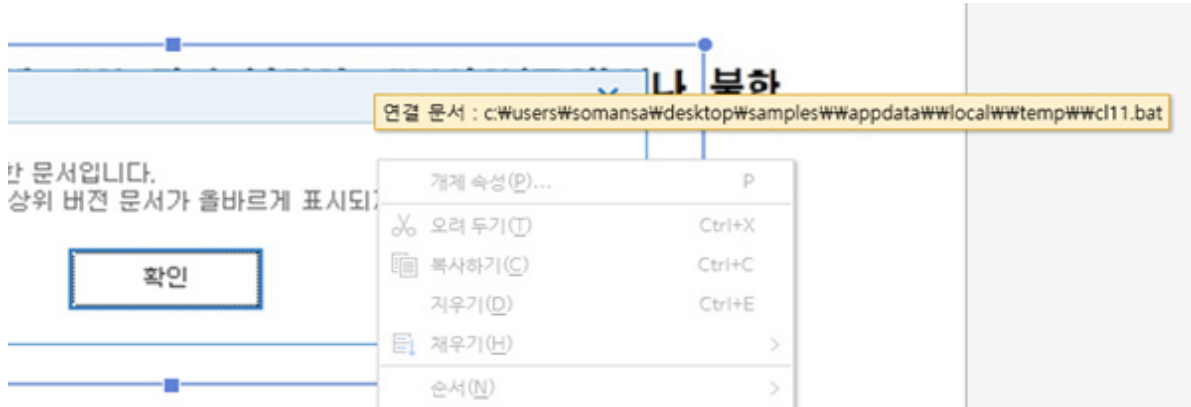 나 북한
연결 문서 : c:₩users₩somansa₩desktop₩samples₩₩appdata₩₩local₩₩temp₩₩cl11.bat
한 문서입니다.
상위 버전 문서가 올바르게 표시되
확인
개체 속성(P)... P
오려 두기(T) Ctrl+X
복사하기(C) Ctrl+C
지우기(D) Ctrl+E
채우기(H)
순서(N)